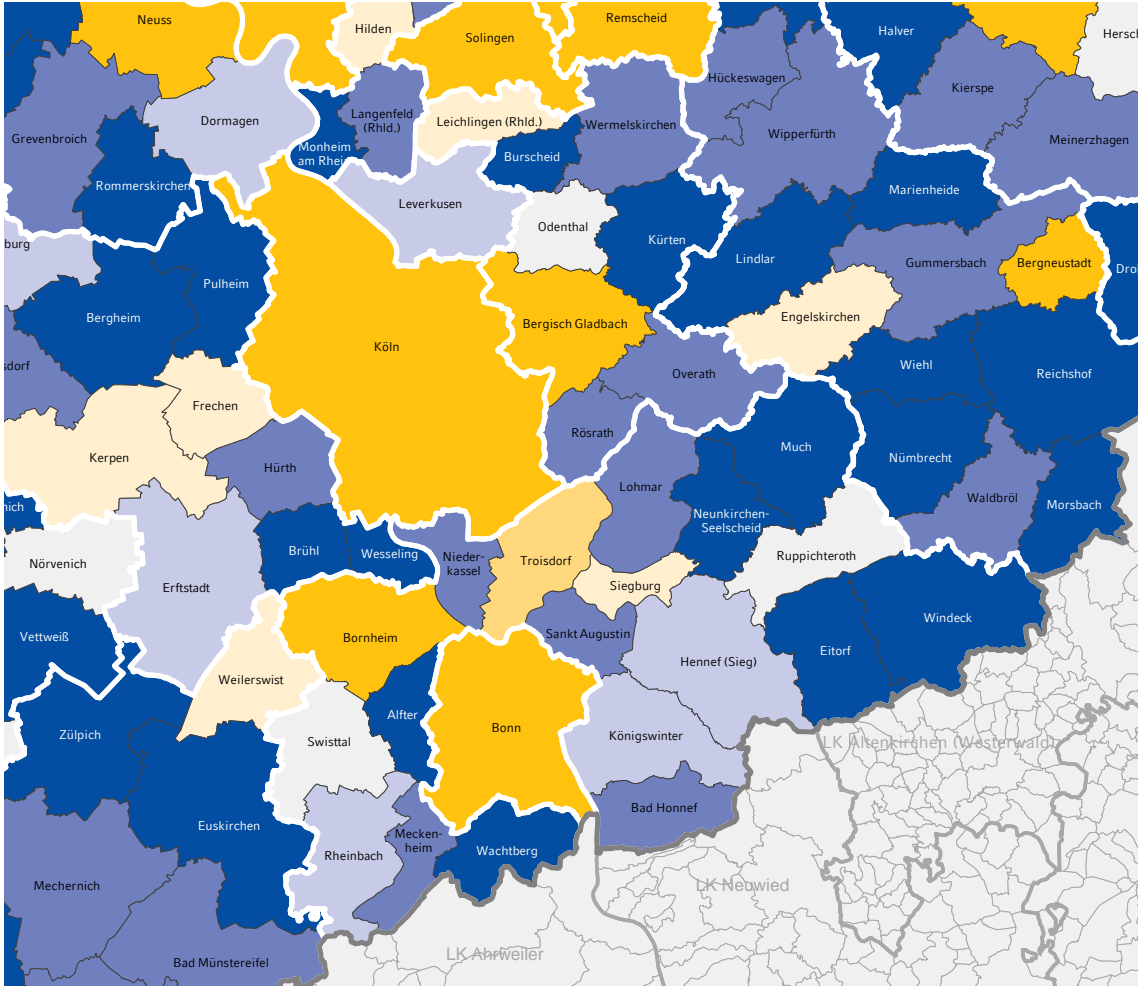 Neuss
Hilden
Solingen
Remscheid
Halver
Hersch
Hückeswagen
Kierspe
Langenfeld
(Rhld.)
Dormagen
Leichlingen (Rhld.)
Wermelskirchen
Wipperfürth
Grevenbroich
Meinerzhagen
Monheim
am Rhein
Burscheid
Rommerskirchen
Marienheide
Leverkusen
Odenthal
Kürten
burg
Lindlar
Gummersbach
Bergneustadt
Drol
Pulheim
Bergheim
Engelskirchen
Bergisch Gladbach
Köln
sdorf
Overath
Wiehl
Reichshof
Frechen
Rösrath
Much
Kerpen
Hürth
Nümbrecht
Lohmar
Waldbröl
nich
Neunkirchen-
Seelscheid
Morsbach
Brühl
Wesseling
Nieder-
kassel
Troisdorf
Ruppichteroth
Nörvenich
Erftstadt
Siegburg
Vettweiß
Bornheim
Sankt Augustin
Windeck
Eitorf
Hennef (Sieg)
Weilerswist
Alfter
Bonn
Zülpich
Swisttal
Königswinter
LK Altenkirchen (Westerwald)
Bad Honnef
Euskirchen
Mecken-
heim
Rheinbach
Wachtberg
Mechernich
LK Neuwied
LK Ahrweiler
Bad Münstereifel